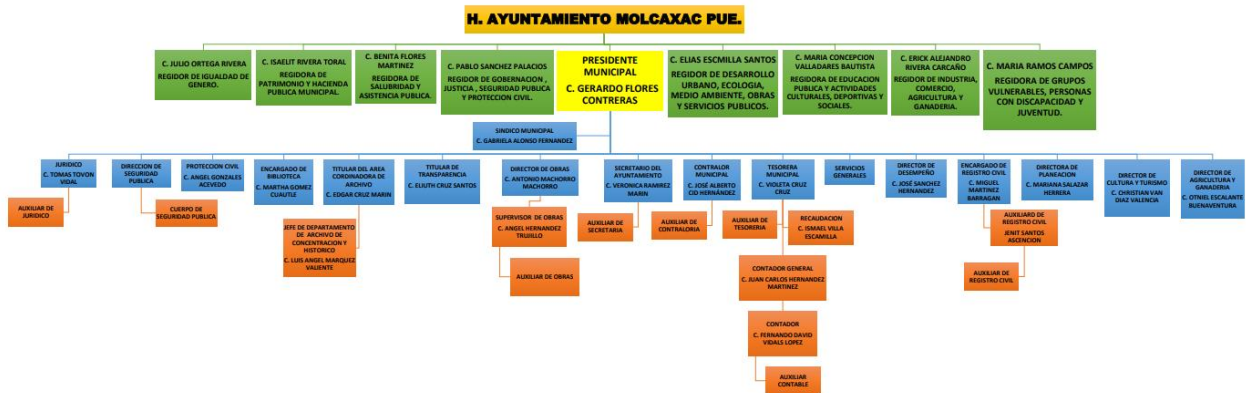 H. AYUNTAMIENTO MOLCAXAC PUE.
C. JULIO ORTEGA RIVERA
REGIDOR DE IGUALDAD DE
GENERO.
C. ISAELIT RIVERA TORAL
REGIDORA DE
PATRIMONIO Y HACIENDA
PUBLICA MUNICIPAL.
C. BENITA FLORES
MARTINEZ
REGIDORA DE
SALUBRIDAD Y
ASISTENCIA PUBLICA.
C. PABLO SANCHEZ PALACIOS
REGIDOR DE GOBERNACION ,
JUSTICIA , SEGURIDAD PUBLICA
Y PROTECCION CIVIL.
PRESIDENTE
MUNICIPAL
C. GERARDO FLORES
CONTRERAS
C. ELIAS ESCMILLA SANTOS
REGIDOR DE DESARROLLO
URBANO, ECOLOGIA,
MEDIO AMBIENTE, OBRAS
Y SERVICIOS PUBLICOS.
C. MARIA CONCEPCION
VALLADARES BAUTISTA
REGIDORA DE EDUCACION
PUBLICA Y ACTIVIDADES
CULTURALES, DEPORTIVAS Y
SOCIALES.
C. ERICK ALEJANDRO
RIVERA CARCAÑO
REGIDOR DE INDUSTRIA,
COMERCIO,
AGRICULTURA Y
GANADERIA.
C. MARIA RAMOS CAMPOS
REGIDORA DE GRUPOS
VULNERABLES, PERSONAS
CON DISCAPACIDAD Y
JUVENTUD.
SINDICO MUNICIPAL
C. GABRIELA ALONSO FERNANDEZ
JURIDICO
C. TOMAS TOVON
VIDAL
DIRECCION DE
SEGURIDAD
PUBLICA
PROTECCION CIVIL
C. ANGEL GONZALES
ACEVEDO
ENCARGADO DE
BIBLIOTECA
C. MARTHA GOMEZ
CUAUTLE
TITULAR DEL AREA
CORDINADORA DE
ARCHIVO
C. EDGAR CRUZ MARIN
TITULAR DE
TRANSPARENCIA
C. ELIUTH CRUZ SANTOS
DIRECTOR DE OBRAS
C. ANTONIO MACHORRO
MACHORRO
SECRETARIO DEL
AYUNTAMIENTO
C. VERONICA RAMIREZ
MARIN
CONTRALOR
MUNICIPAL
C. JOSÉ ALBERTO
CID HERNÁNDEZ
TESORERA
MUNICIPAL
C. VIOLETA CRUZ
CRUZ
SERVICIOS
GENERALES
DIRECTOR DE
DESEMPEÑO
C. JOSÉ SANCHEZ
HERNANDEZ
ENCARGADO DE
REGISTRO CIVIL
C. MIGUEL
MARTINEZ
BARRAGAN
DIRECTORA DE
PLANEACION
C. MARIANA SALAZAR
HERRERA
DIRECTOR DE
CULTURA Y TURISMO
C. CHRISTIAN VAN
DIAZ VALENCIA
DIRECTOR DE
AGRICULTURA Y
GANADERIA
C. OTNIEL ESCALANTE
BUENAVENTURA
AUXILIAR DE
JURIDICO
CUERPO DE
SEGURIDAD PUBLICA
JEFE DE DEPARTAMENTO
DE ARCHIVO DE
CONCENTRACION Y
HISTORICO
C. LUIS ANGEL MARQUEZ
VALIENTE
SUPERVISOR DE OBRAS
C. ANGEL HERNANDEZ
TRUJILLO
AUXILIAR DE OBRAS
AUXILIAR DE
SECRETARIA
AUXILIAR DE
CONTRALORIA
AUXILIAR DE
TESORERIA
RECAUDACION
C. ISMAEL VILLA
ESCAMILLA
CONTADOR GENERAL
C. JUAN CARLOS HERNANDEZ
MARTINEZ
CONTADOR
C. FERNANDO DAVID
VIDALS LOPEZ
AUXILIAR
CONTABLE
AUXILIARO DE
REGISTRO CIVIL
JENIT SANTOS
ASCENCION
AUXILIAR DE
REGISTRO CIVIL